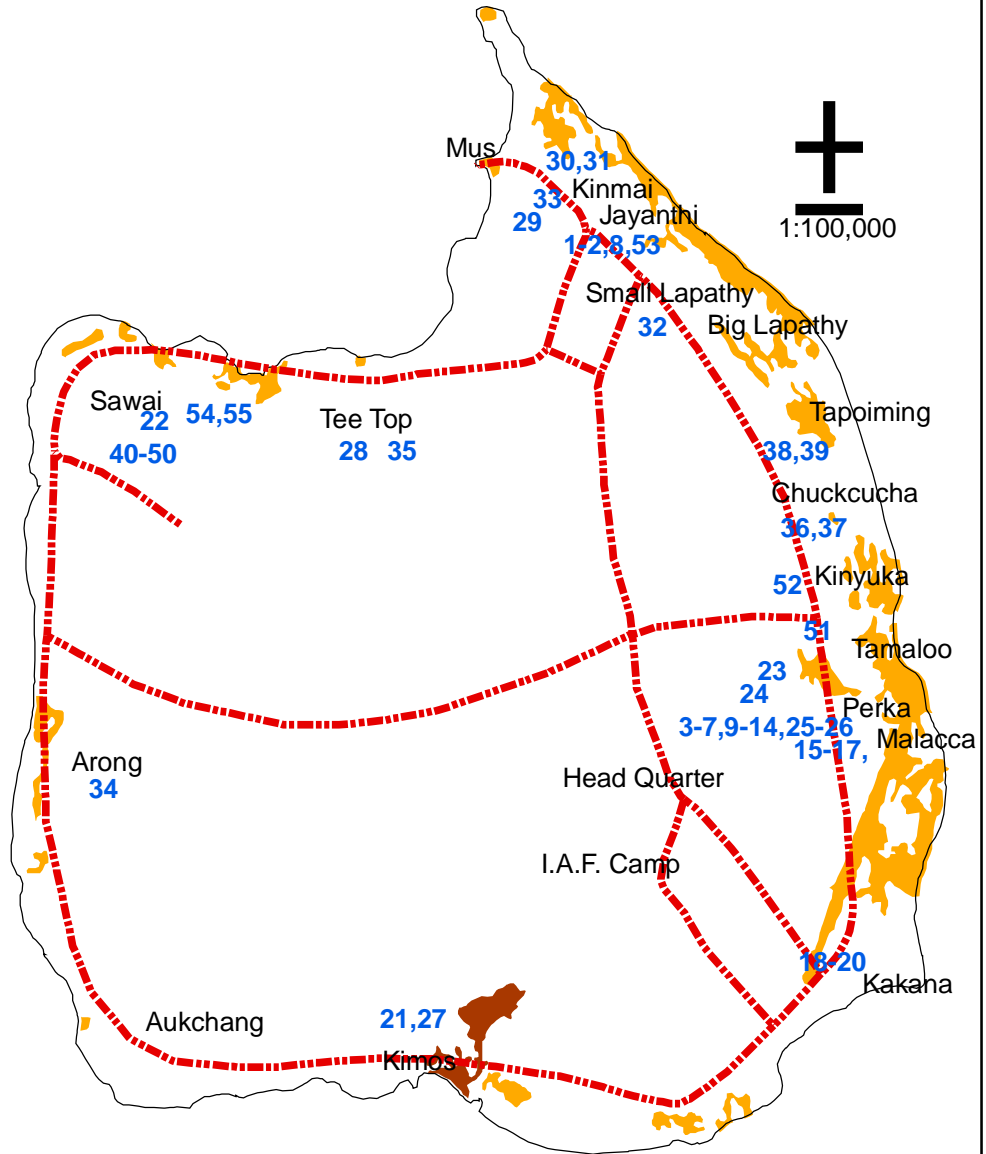 Mus
30,31
Kinmai
33
Jayanthi
29
1:100,000
1-2,8,53
Small Lapathy
Big Lapathy
32
Sawai
54,55
22
Tee Top
Tapoiming
40-50
28 35
38,39
Chuckcucha
36,37
52
Kinyuka
51
Tamaloo
23
24
Perka
3-7,9-14,25-26
Malacca
15-17,
Arong
34
Head Quarter
I.A.F. Camp
18-20
Kakana
Aukchang
21,27
Kimos